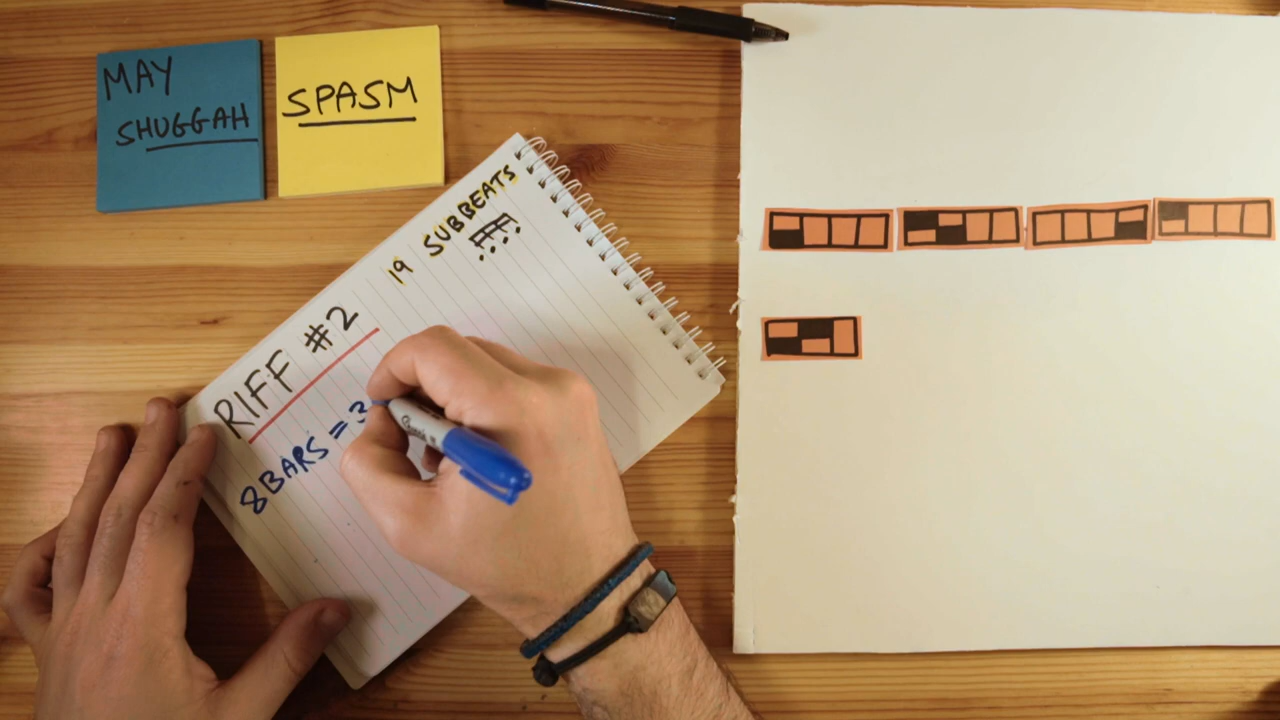 MAY
SHUGGAH
SPASM
19 SUBBEATS
RIFF #2
8 BARS = 3